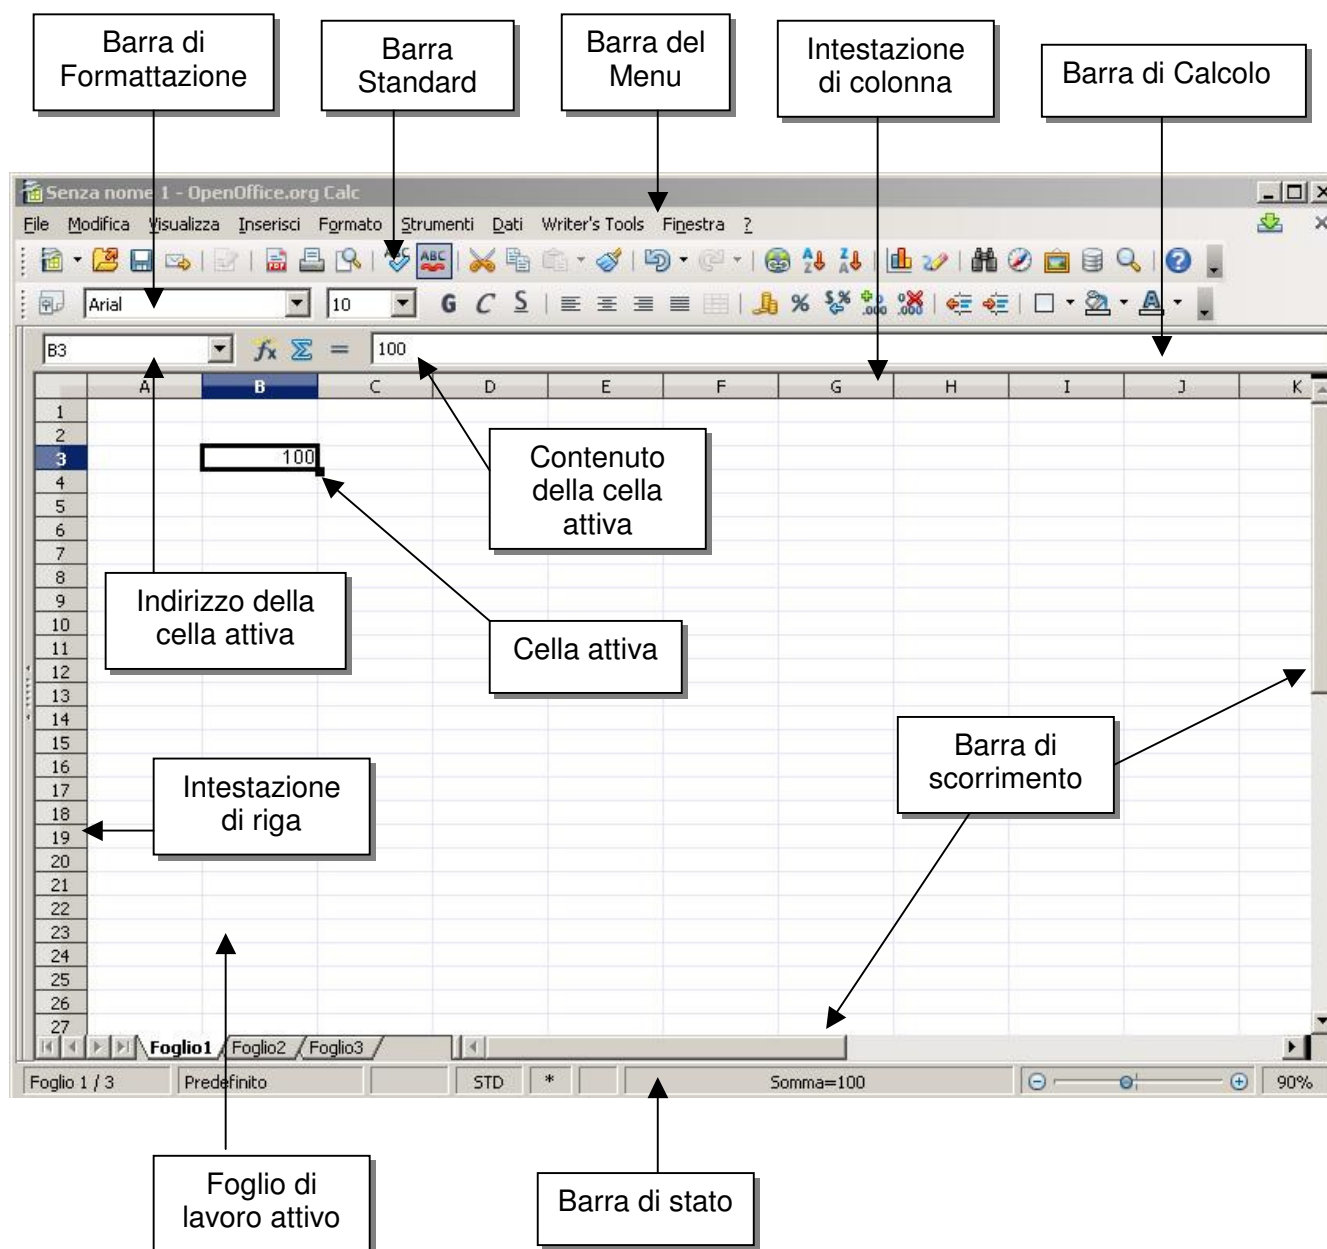 Barra di
Formattazione
Barra
Standard
Barra del
Menu
Intestazione
di colonna
Barra di Calcolo
Senza nome 1 - OpenOffice.org Calc
File Modifica Visualizza Inserisci Formato Strumenti Dati Writer's Tools Finestra ?
ABC ABC
Arial 10 G C S % $% .000 .000 A
B3 fx Σ = 100
A B C D E F G H I J K
1
2
3 100
4
5
6
7
8
9
10
11
12
13
14
15
16
17
18
19
20
21
22
23
24
25
26
27
Contenuto
della cella
attiva
Indirizzo della
cella attiva
Cella attiva
Barra di
scorrimento
Intestazione
di riga
Foglio1 Foglio2 Foglio3
Foglio 1 / 3 Predefinito STD * Somma=100 90%
Foglio di
lavoro attivo
Barra di stato